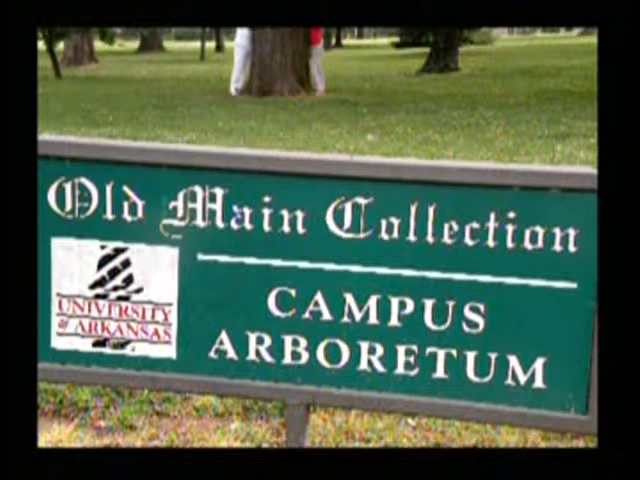 Old Main Collection
UNIVERSITY
of ARKANSAS
CAMPUS
ARBORETUM